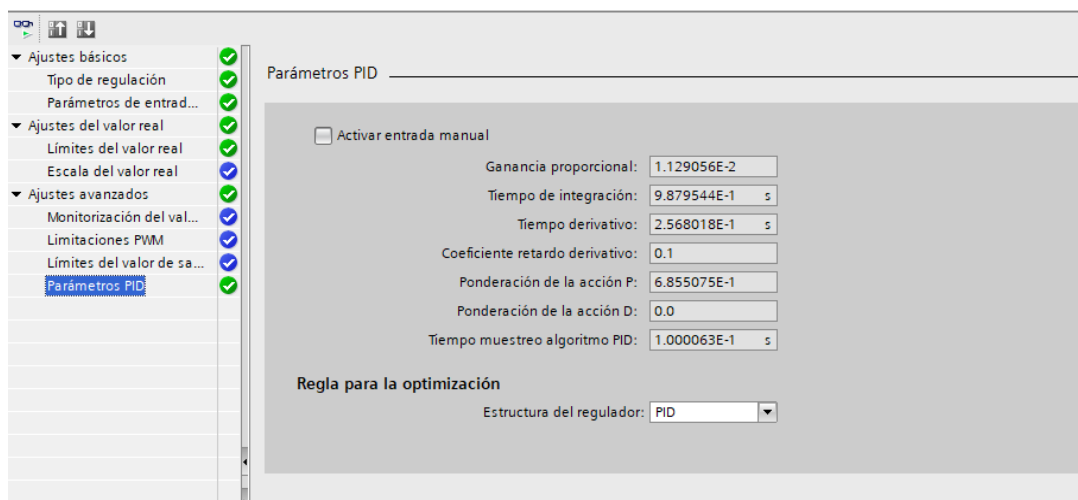 Ajustes básicos
Tipo de regulación
Parámetros de entrad...
Ajustes del valor real
Límites del valor real
Escala del valor real
Ajustes avanzados
Monitorización del val...
Limitaciones PWM
Límites del valor de sa...
Parámetros PID
Parámetros PID
Activar entrada manual
Ganancia proporcional: 1.129056E-2
Tiempo de integración: 9.879544E-1 s
Tiempo derivativo: 2.568018E-1 s
Coeficiente retardo derivativo: 0.1
Ponderación de la acción P: 6.855075E-1
Ponderación de la acción D: 0.0
Tiempo muestreo algoritmo PID: 1.000063E-1 s
Regla para la optimización
Estructura del regulador: PID